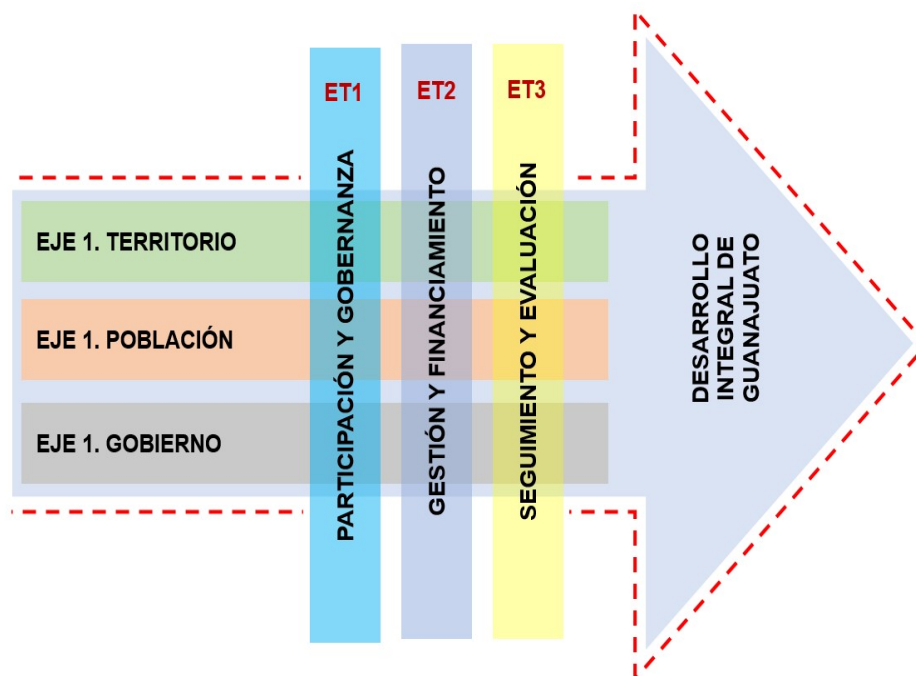 ET1
ET2
ET3
PARTICIPACIÓN Y GOBERNANZA
GESTIÓN Y FINANCIAMIENTO
SEGUIMIENTO Y EVALUACIÓN
EJE 1. TERRITORIO
EJE 1. POBLACIÓN
EJE 1. GOBIERNO
DESARROLLO
INTEGRAL DE
GUANAJUATO